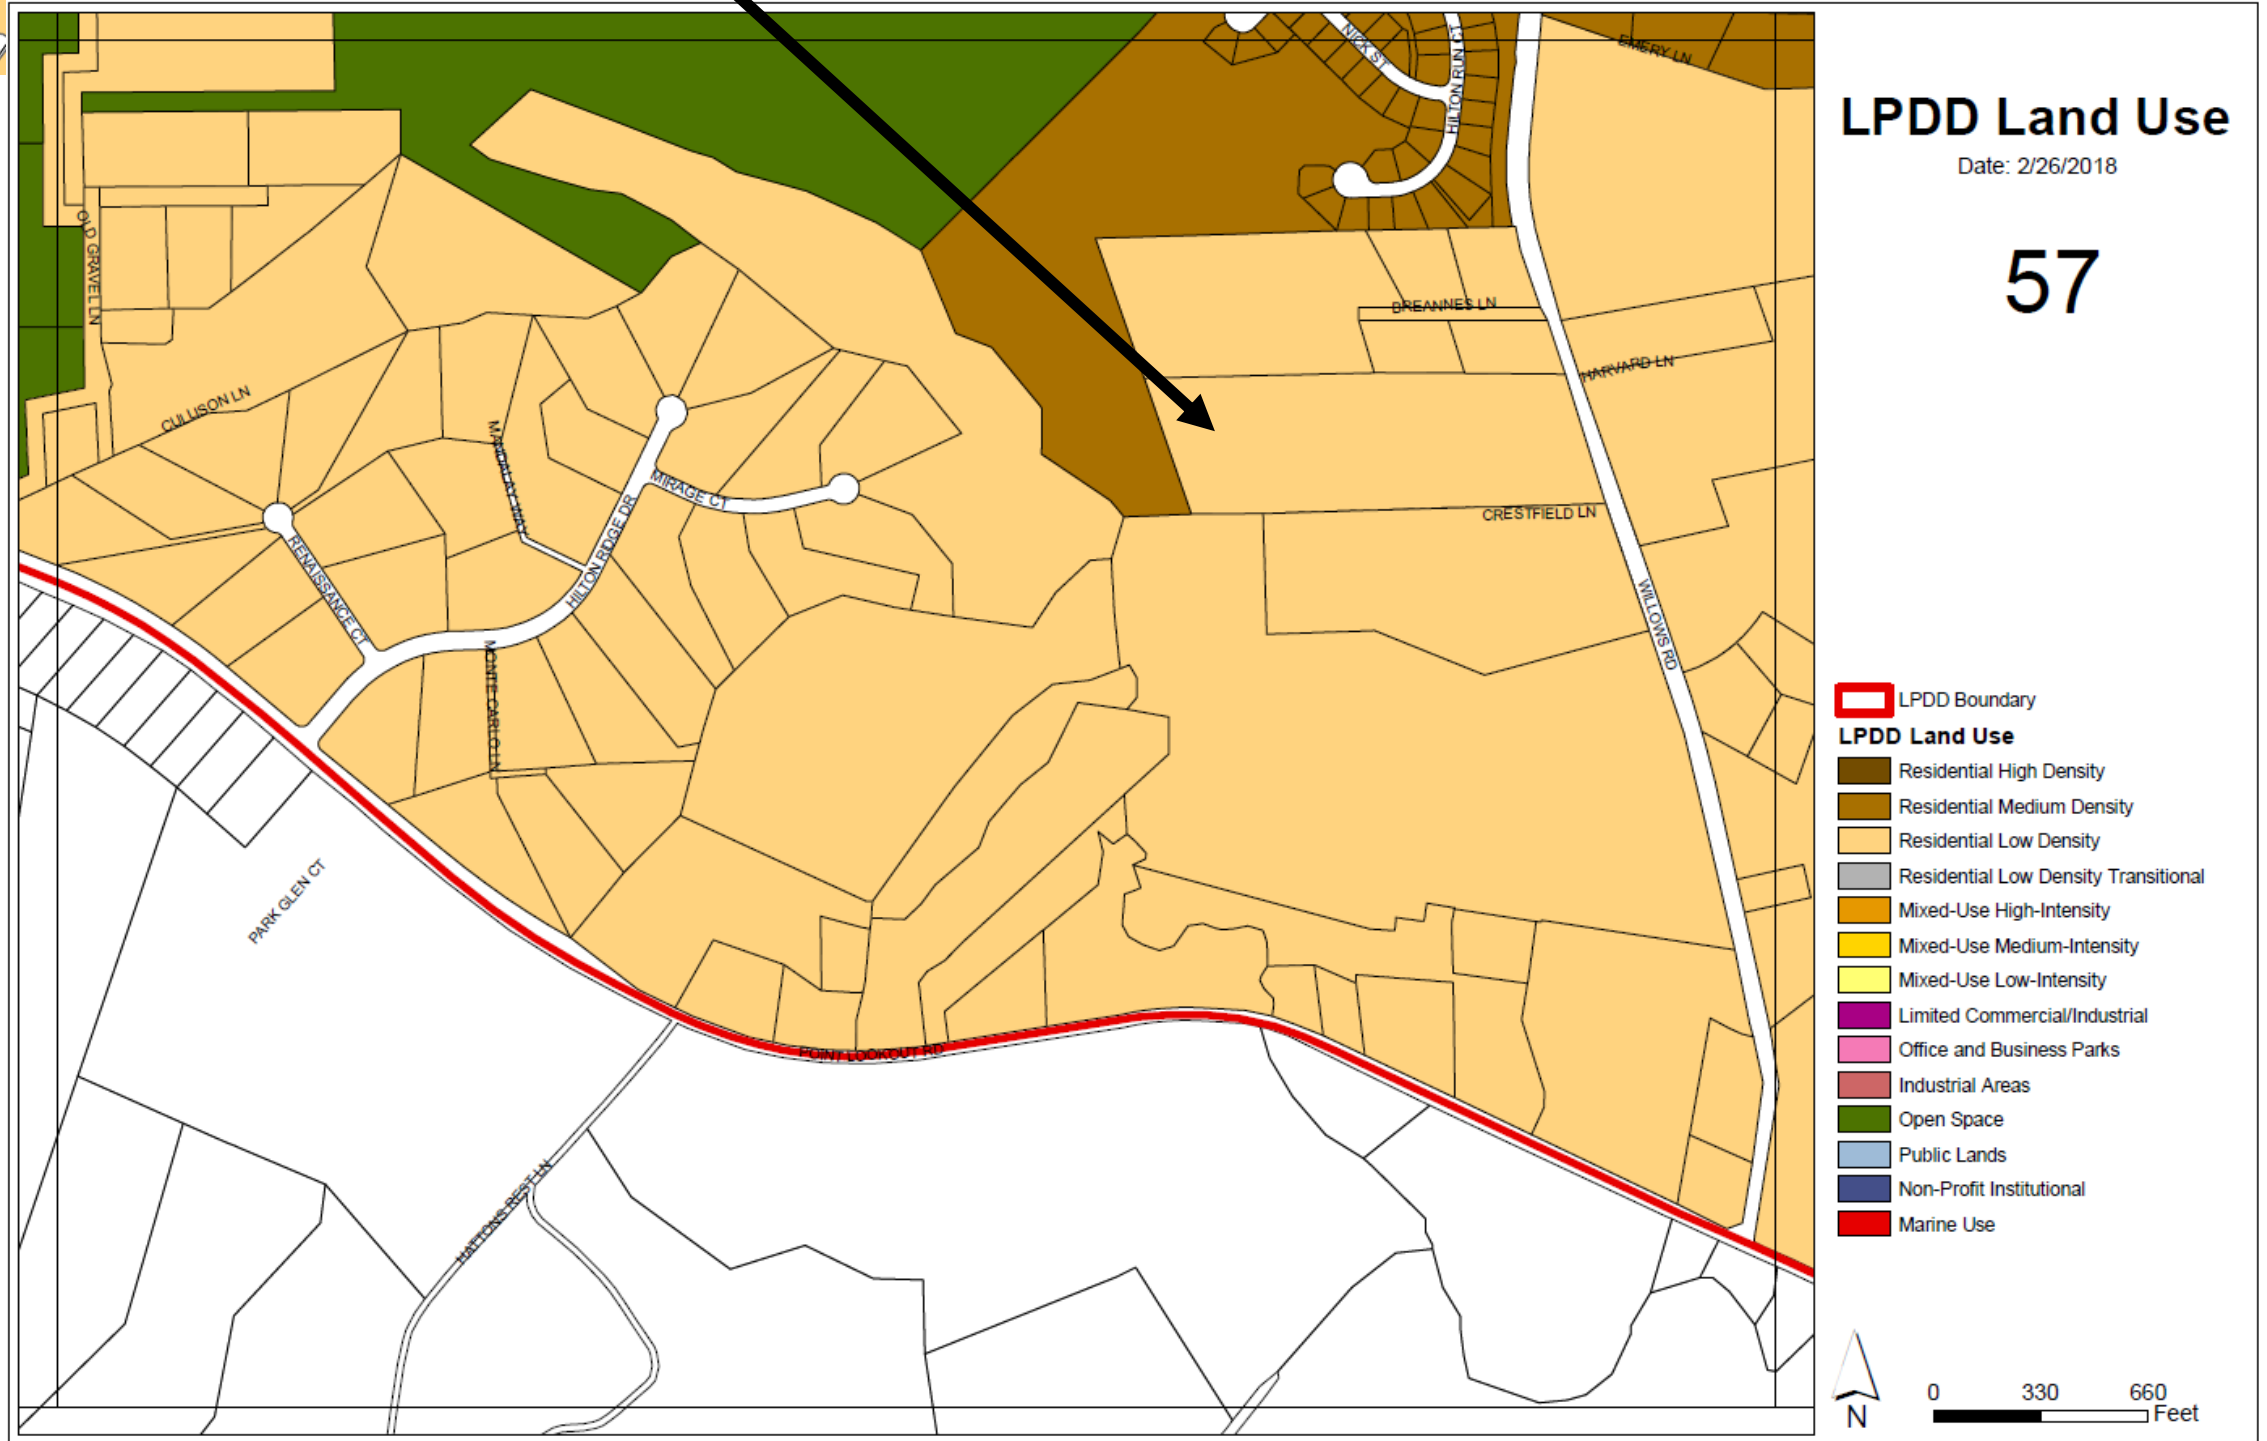 NICK ST
HILTON RUN CT
EMERY LN
LPDD Land Use
Date: 2/26/2018
57
OLD GRAVEL LN
BREANNES LN
HARVARD LN
CULLISON LN
MANDALAY WAY
MIRAGE CT
HILTON RIDGE DR
CRESTFIELD LN
RENAISSANCE CT
WILLOWS RD
MONTE CARLO LN
PARK GLEN CT
POINT LOOKOUT RD
HATTONS REST LN
LPDD Boundary
LPDD Land Use
Residential High Density
Residential Medium Density
Residential Low Density
Residential Low Density Transitional
Mixed-Use High-Intensity
Mixed-Use Medium-Intensity
Mixed-Use Low-Intensity
Limited Commercial/Industrial
Office and Business Parks
Industrial Areas
Open Space
Public Lands
Non-Profit Institutional
Marine Use
N
0 330 660
Feet